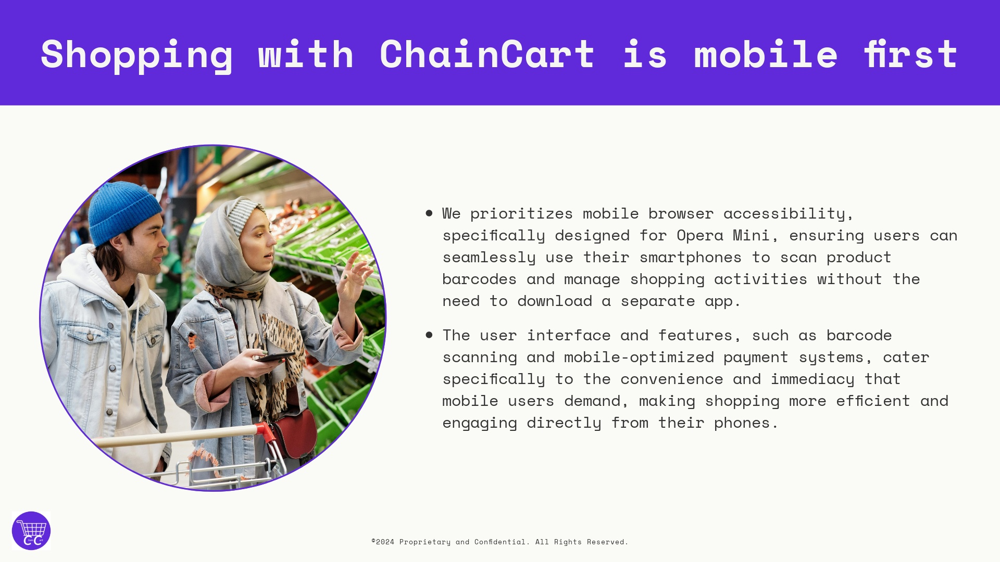 Shopping with ChainCart is mobile first
• We prioritizes mobile browser accessibility,
specifically designed for Opera Mini, ensuring users can
seamlessly use their smartphones to scan product
barcodes and manage shopping activities without the
need to download a separate app.
• The user interface and features, such as barcode
scanning and mobile-optimized payment systems, cater
specifically to the convenience and immediacy that
mobile users demand, making shopping more efficient and
engaging directly from their phones.
CC
©2024 Proprietary and Confidential. All Rights Reserved.